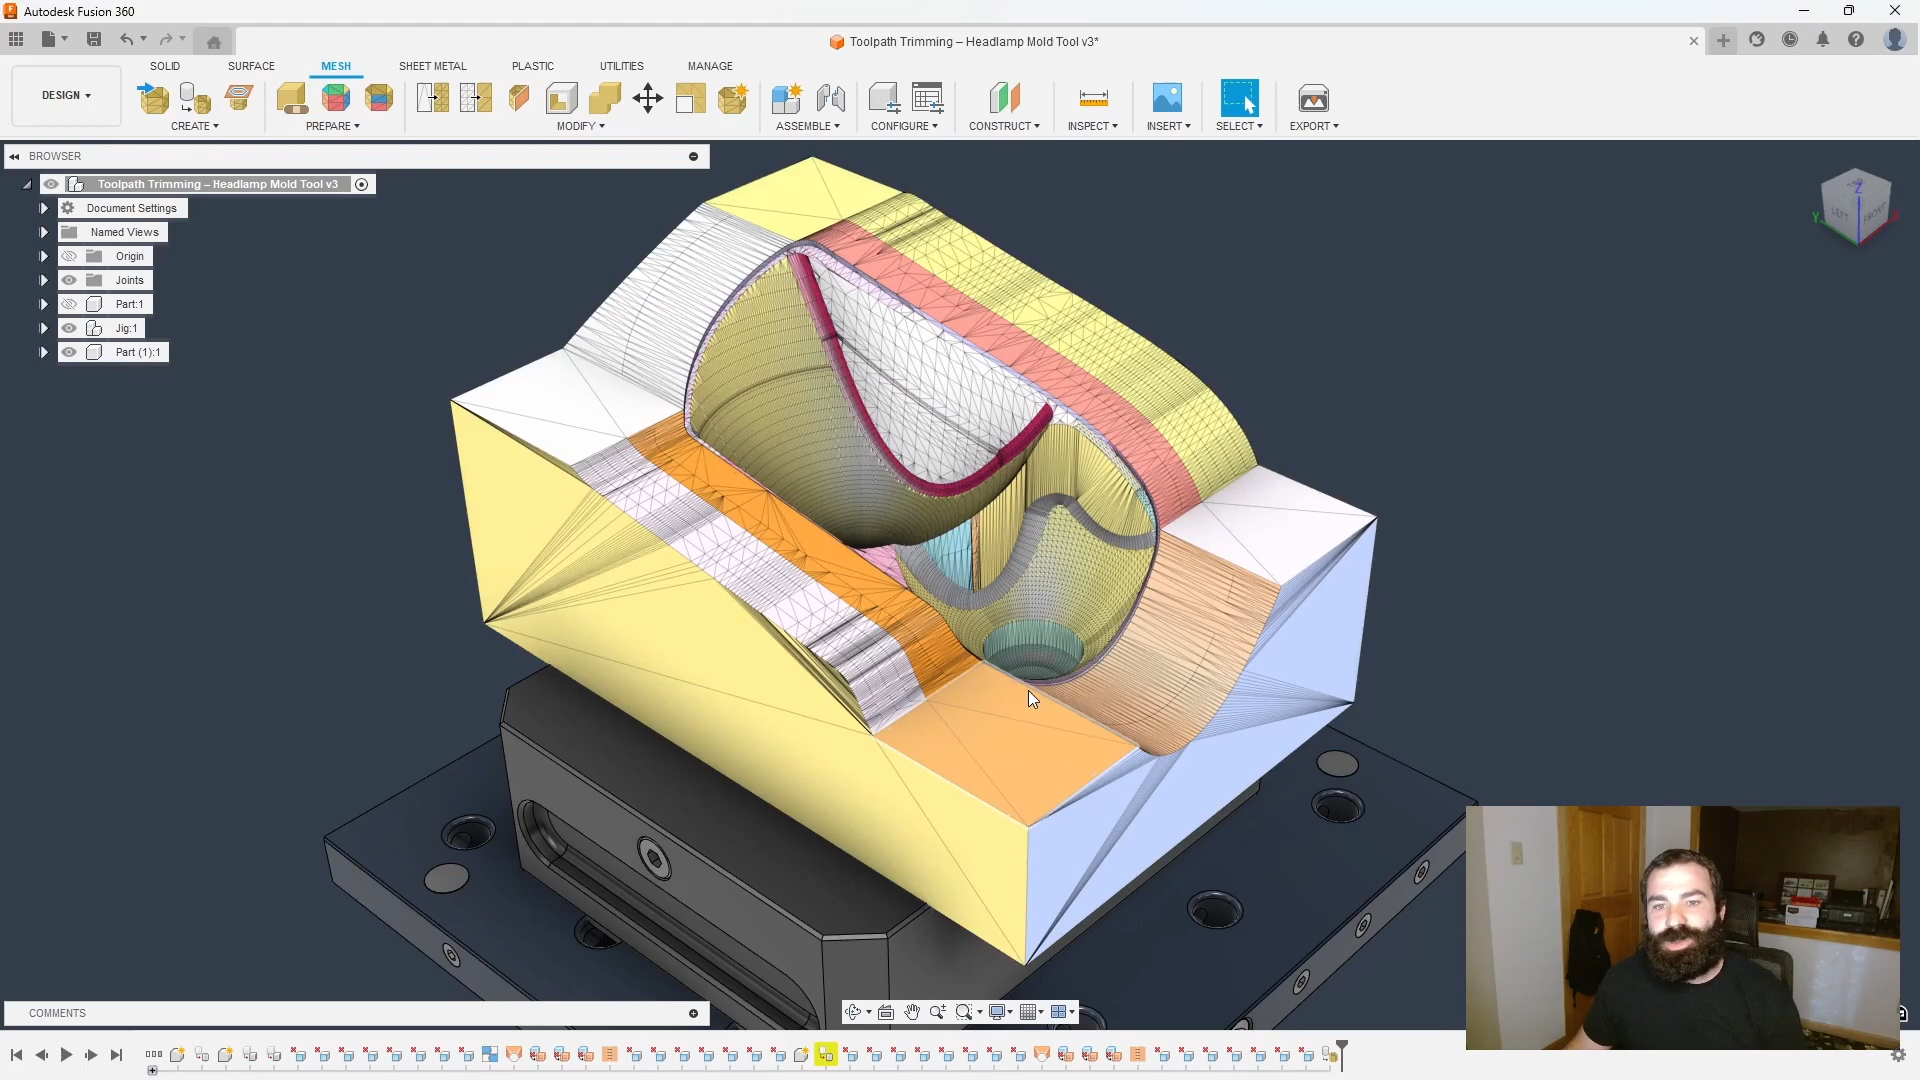 Autodesk Fusion 360
Toolpath Trimming – Headlamp Mold Tool v3*
SOLID SURFACE MESH SHEET METAL PLASTIC UTILITIES MANAGE
DESIGN
CREATE PREPARE MODIFY ASSEMBLE CONFIGURE CONSTRUCT INSPECT INSERT SELECT EXPORT
BROWSER
Toolpath Trimming – Headlamp Mold Tool v3
Document Settings
Named Views
Origin
Joints
Part:1
Jig:1
Part (1):1
Z
Y
LEFT FRONT
COMMENTS